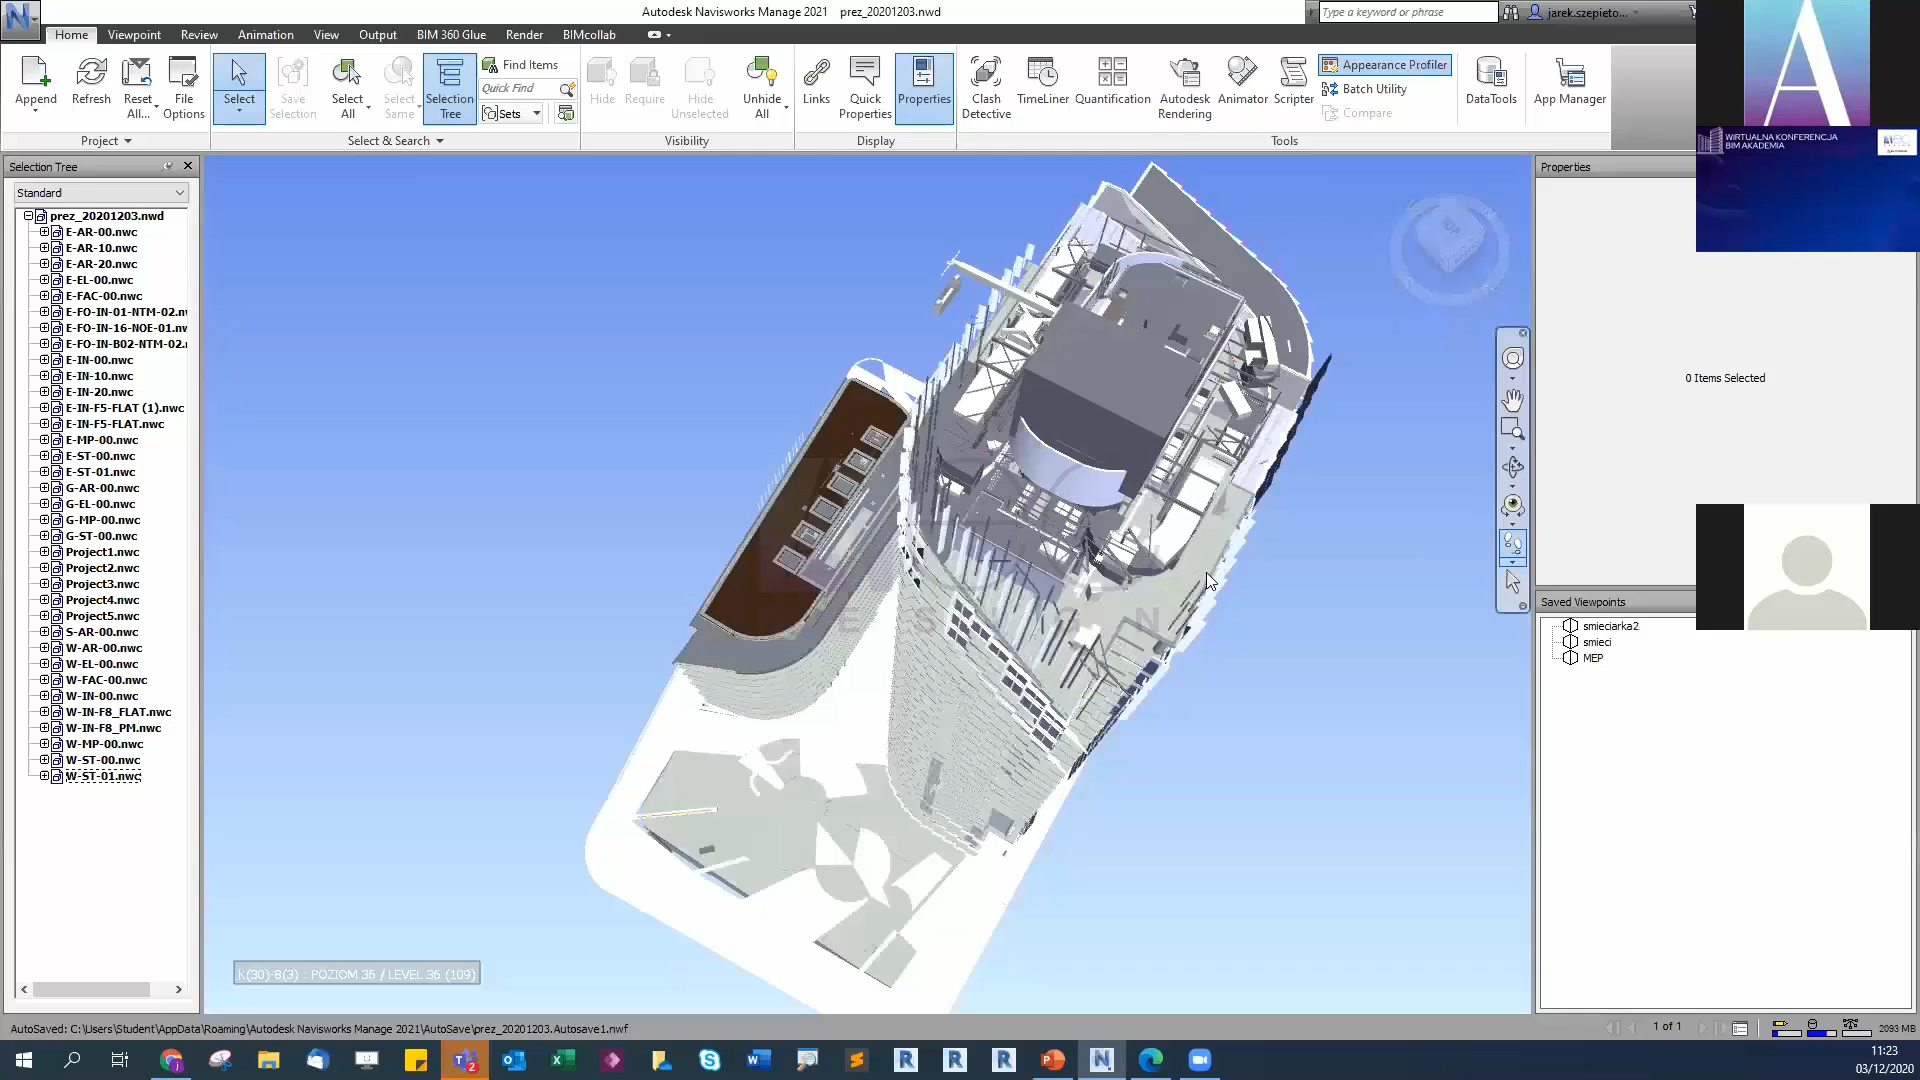 Autodesk Navisworks Manage 2021 prez_20201203.nwd
Type a keyword or phrase
jarek.szepieto...
Home Viewpoint Review Animation View Output BIM 360 Glue Render BIMcollab
Append
Refresh
Reset All...
File Options
Project
Select
Save Selection
Select All
Select Same
Selection Tree
Find Items
Quick Find
Sets
Select & Search
Hide
Require
Hide Unselected
Unhide All
Visibility
Links
Quick Properties
Properties
Display
Clash Detective
TimeLiner
Quantification
Autodesk Rendering
Animator
Scripter
Appearance Profiler
Batch Utility
Compare
Tools
DataTools
App Manager
A
WIRTUALNA KONFERENCJA
BIM AKADEMIA
Selection Tree
Standard
prez_20201203.nwd
E-AR-00.nwc
E-AR-10.nwc
E-AR-20.nwc
E-EL-00.nwc
E-FAC-00.nwc
E-FO-IN-01-NTM-02.n
E-FO-IN-16-NOE-01.n
E-FO-IN-B02-NTM-02.
E-IN-00.nwc
E-IN-10.nwc
E-IN-20.nwc
E-IN-F5-FLAT (1).nwc
E-IN-F5-FLAT.nwc
E-MP-00.nwc
E-ST-00.nwc
E-ST-01.nwc
G-AR-00.nwc
G-EL-00.nwc
G-MP-00.nwc
G-ST-00.nwc
Project1.nwc
Project2.nwc
Project3.nwc
Project4.nwc
Project5.nwc
S-AR-00.nwc
W-AR-00.nwc
W-EL-00.nwc
W-FAC-00.nwc
W-IN-00.nwc
W-IN-F8_FLAT.nwc
W-IN-F8_PM.nwc
W-MP-00.nwc
W-ST-00.nwc
W-ST-01.nwc
TOP
K(30)-8(3) : POZIOM 36 / LEVEL 36 (109)
Properties
0 Items Selected
Saved Viewpoints
smieciarka2
smieci
MEP
AutoSaved: C:\Users\Student\AppData\Roaming\Autodesk Navisworks Manage 2021\AutoSave\prez_20201203.Autosave1.nwf
1 of 1
2093 MB
11:23
03/12/2020